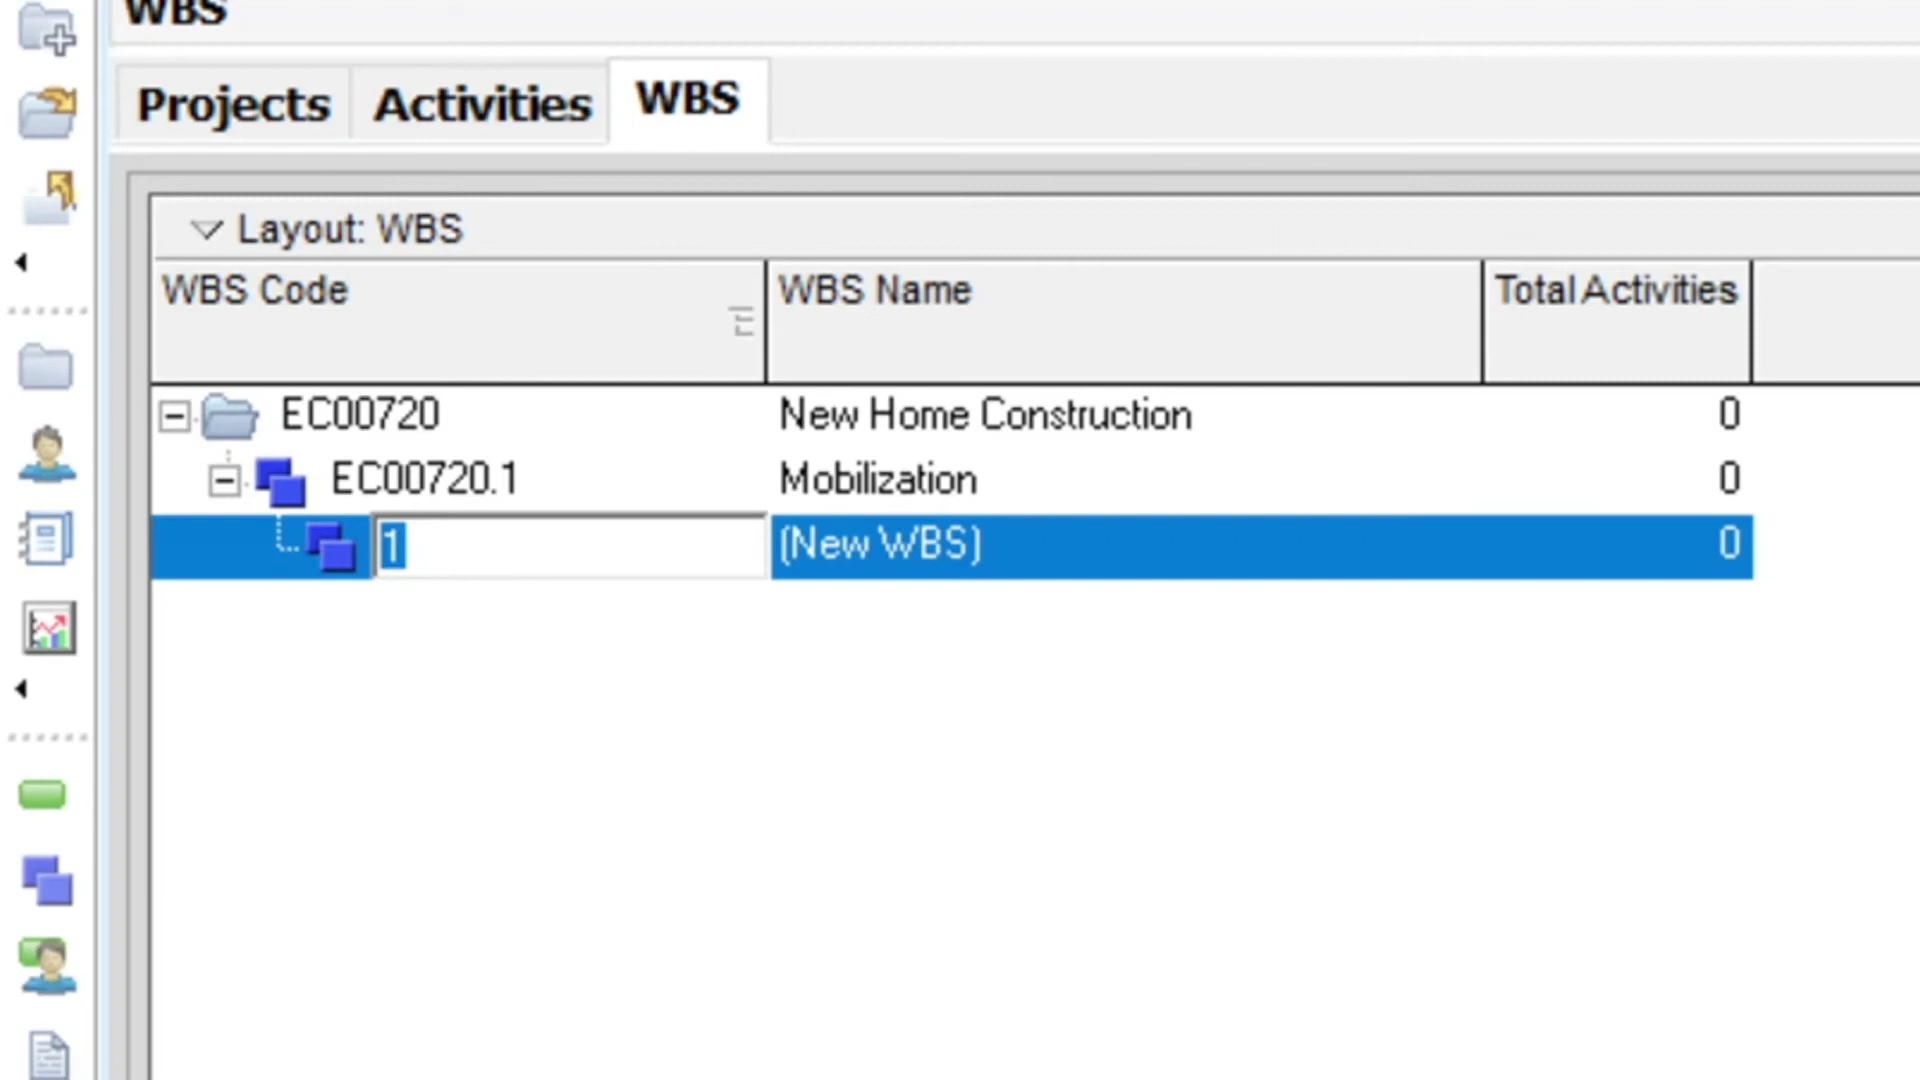 WBS
Projects Activities WBS
Layout: WBS
WBS Code WBS Name Total Activities
EC00720 New Home Construction 0
EC00720.1 Mobilization 0
1 (New WBS) 0